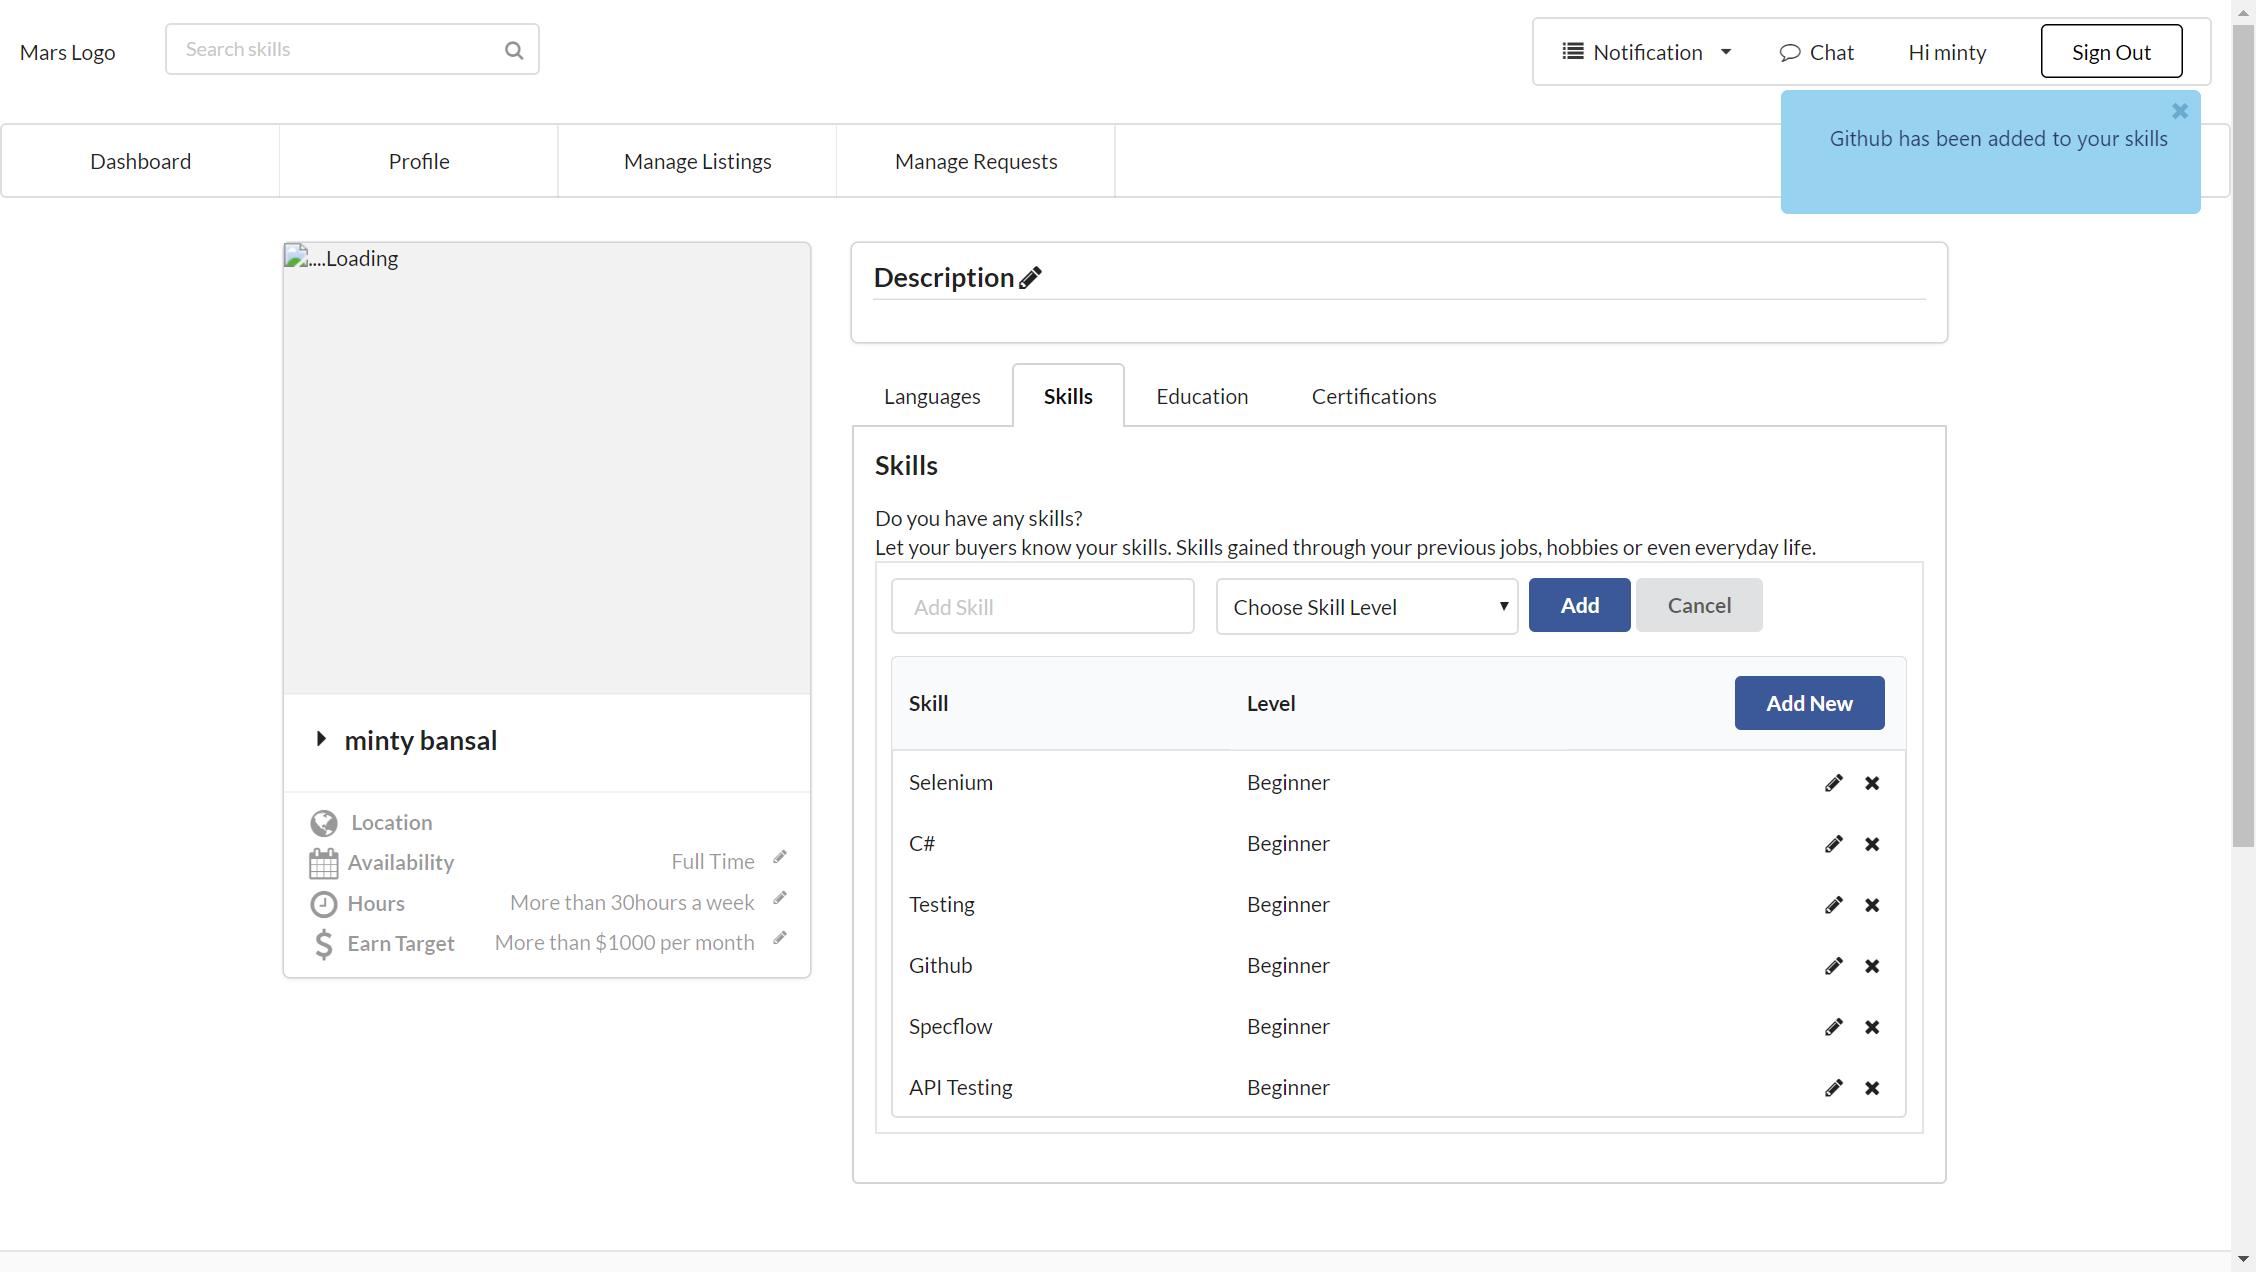 Mars Logo
Search skills
Notification
Chat
Hi minty
Sign Out
Github has been added to your skills
Dashboard
Profile
Manage Listings
Manage Requests
....Loading
minty bansal
Location
Availability Full Time
Hours More than 30hours a week
Earn Target More than $1000 per month
Description
Languages
Skills
Education
Certifications
Skills
Do you have any skills?
Let your buyers know your skills. Skills gained through your previous jobs, hobbies or even everyday life.
Add Skill
Choose Skill Level
Add
Cancel
Skill Level Add New
Selenium Beginner
C# Beginner
Testing Beginner
Github Beginner
Specflow Beginner
API Testing Beginner